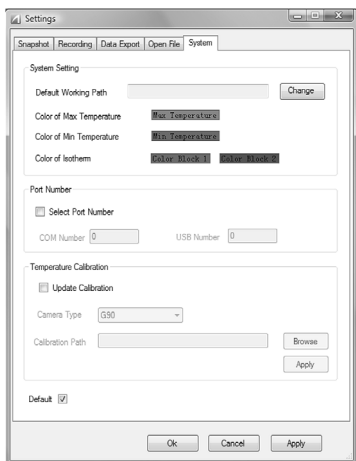 Settings
Snapshot Recording Data Export Open File System
System Setting
Default Working Path Change
Color of Max Temperature Max Temperature
Color of Min Temperature Min Temperature
Color of Isotherm Color Block 1 Color Block 2
Port Number
Select Port Number
COM Number 0 USB Number 0
Temperature Calibration
Update Calibration
Camera Type G90
Calibration Path Browse
Apply
Default
Ok Cancel Apply